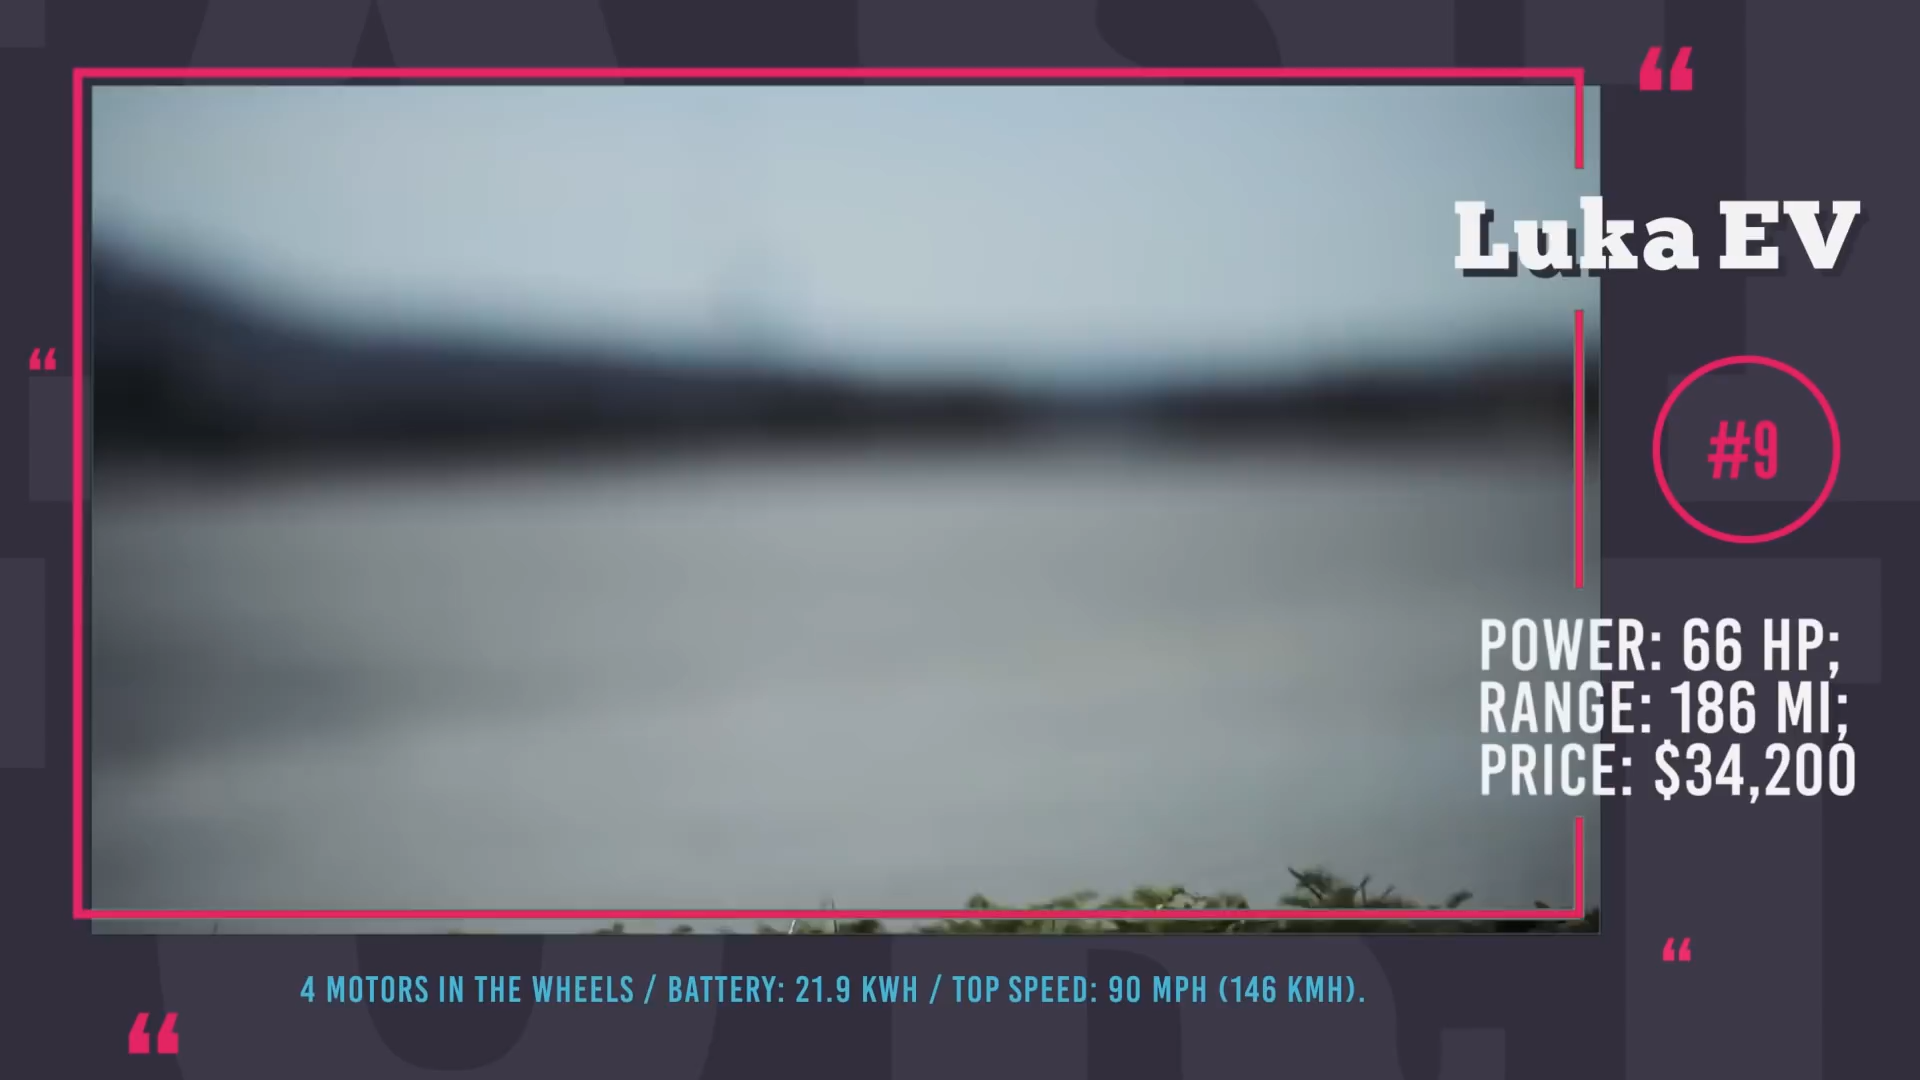 Luka EV
#9
POWER: 66 HP;
RANGE: 186 MI;
PRICE: $34,200
4 MOTORS IN THE WHEELS / BATTERY: 21.9 KWH / TOP SPEED: 90 MPH (146 KMH).